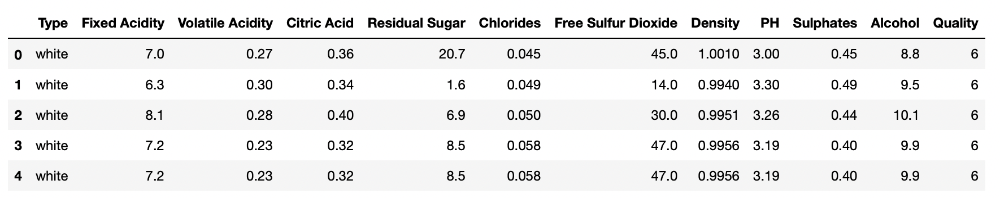 Type Fixed Acidity Volatile Acidity Citric Acid Residual Sugar Chlorides Free Sulfur Dioxide Density PH Sulphates Alcohol Quality
0 white 7.0 0.27 0.36 20.7 0.045 45.0 1.0010 3.00 0.45 8.8 6
1 white 6.3 0.30 0.34 1.6 0.049 14.0 0.9940 3.30 0.49 9.5 6
2 white 8.1 0.28 0.40 6.9 0.050 30.0 0.9951 3.26 0.44 10.1 6
3 white 7.2 0.23 0.32 8.5 0.058 47.0 0.9956 3.19 0.40 9.9 6
4 white 7.2 0.23 0.32 8.5 0.058 47.0 0.9956 3.19 0.40 9.9 6